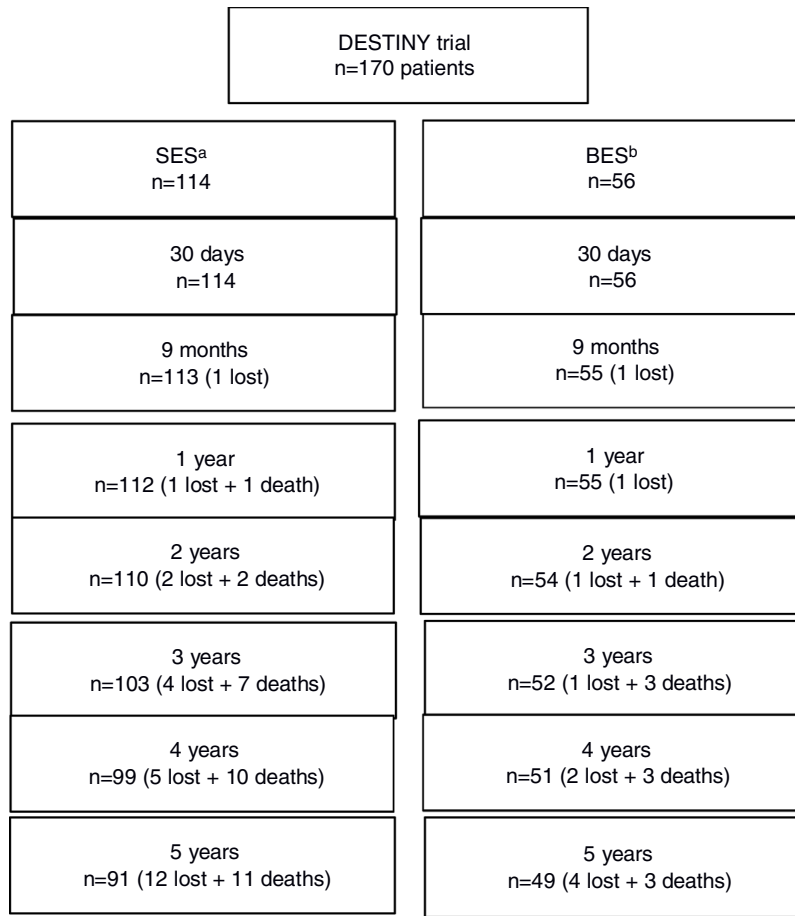 DESTINY trial
n=170 patients
SESᵃ
n=114
BESᵇ
n=56
30 days
n=114
30 days
n=56
9 months
n=113 (1 lost)
9 months
n=55 (1 lost)
1 year
n=112 (1 lost + 1 death)
1 year
n=55 (1 lost)
2 years
n=110 (2 lost + 2 deaths)
2 years
n=54 (1 lost + 1 death)
3 years
n=103 (4 lost + 7 deaths)
3 years
n=52 (1 lost + 3 deaths)
4 years
n=99 (5 lost + 10 deaths)
4 years
n=51 (2 lost + 3 deaths)
5 years
n=91 (12 lost + 11 deaths)
5 years
n=49 (4 lost + 3 deaths)